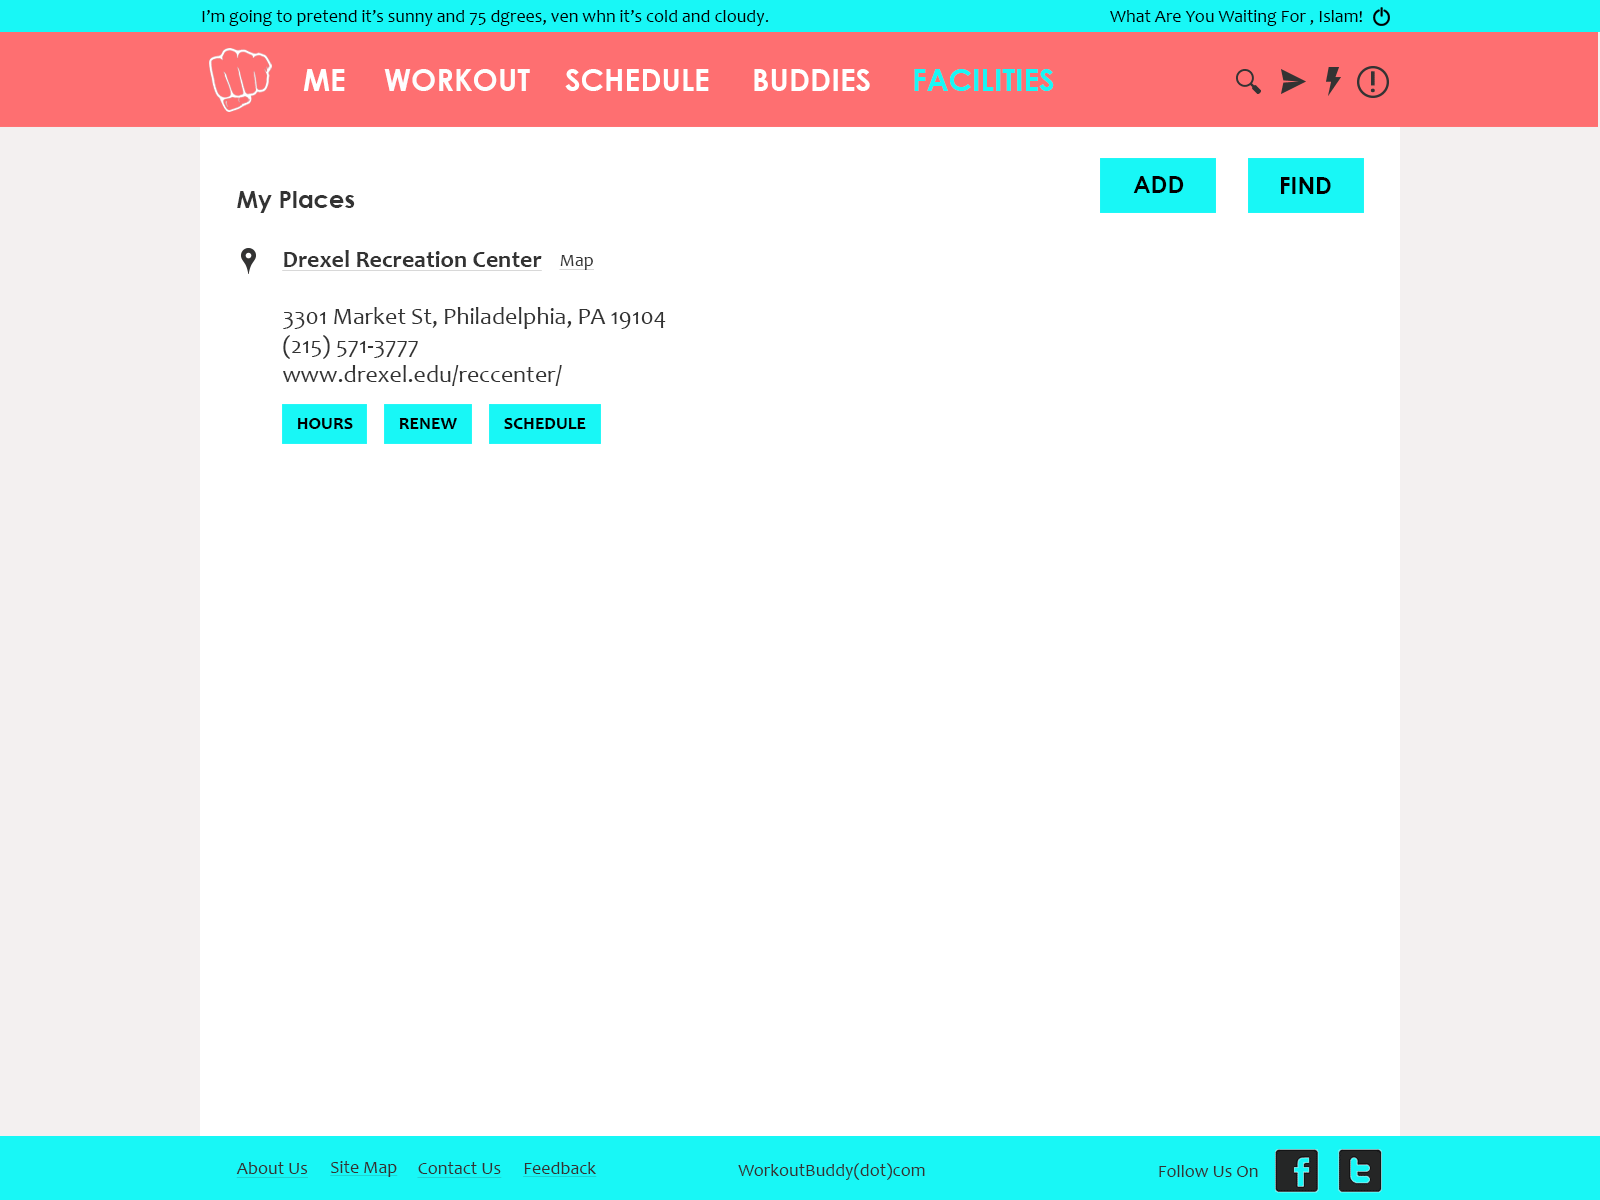 I'm going to pretend it's sunny and 75 dgrees, ven whn it's cold and cloudy.
What Are You Waiting For , Islam!
ME WORKOUT SCHEDULE BUDDIES FACILITIES
ADD FIND
My Places
Drexel Recreation Center Map
3301 Market St, Philadelphia, PA 19104
(215) 571-3777
www.drexel.edu/reccenter/
HOURS RENEW SCHEDULE
About Us Site Map Contact Us Feedback WorkoutBuddy(dot)com Follow Us On